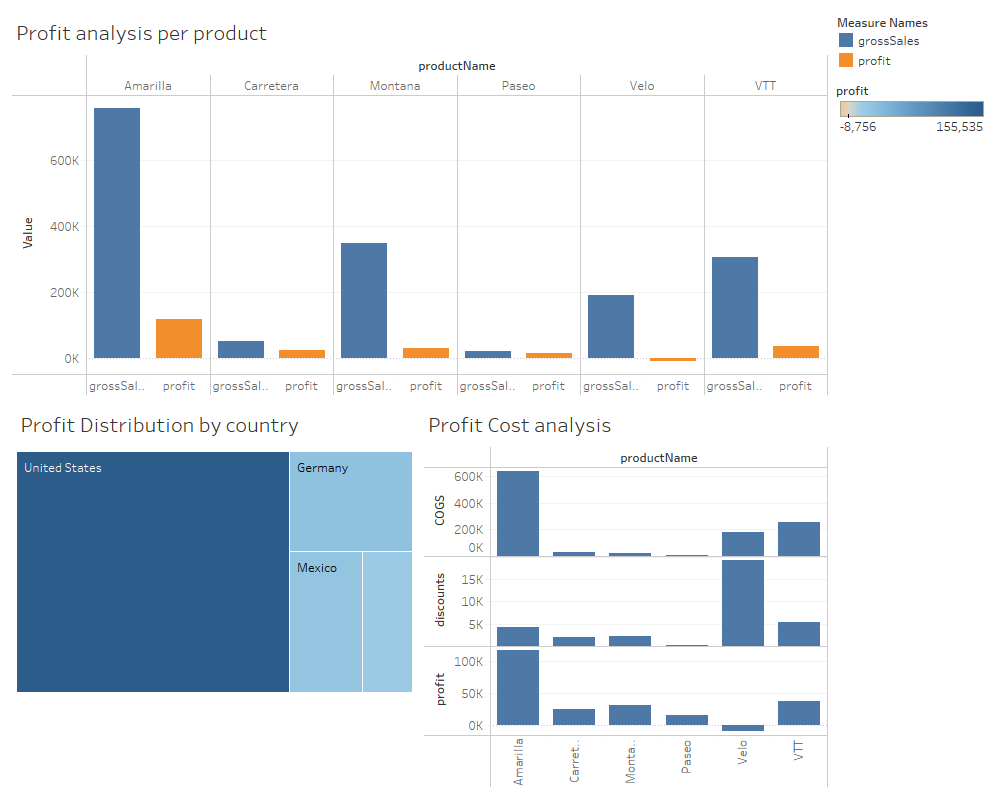 Profit analysis per product
productName
Amarilla Carretera Montana Paseo Velo VTT
Value
600K
400K
200K
0K
grossSal.. profit grossSal.. profit grossSal.. profit grossSal.. profit grossSal.. profit grossSal.. profit
Measure Names
grossSales
profit
profit
-8,756 155,535
Profit Distribution by country
United States
Germany
Mexico
Profit Cost analysis
productName
COGS
600K
400K
200K
0K
discounts
15K
10K
5K
profit
100K
50K
0K
Amarilla Carret.. Monta.. Paseo Velo VTT